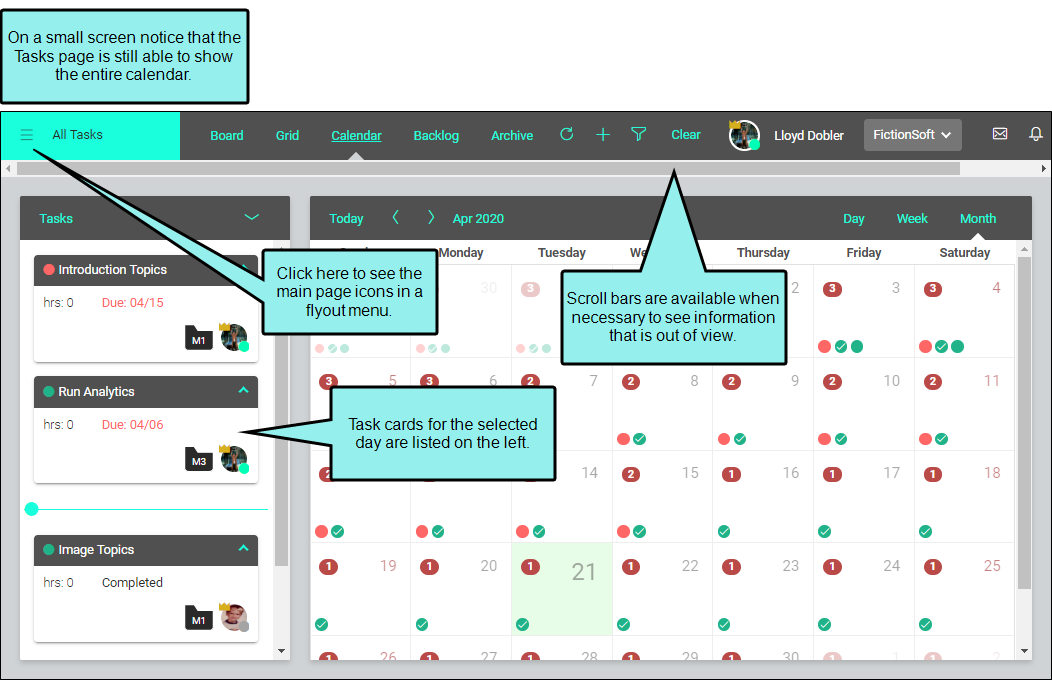 On a small screen notice that the
Tasks page is still able to show
the entire calendar.
All Tasks Board Grid Calendar Backlog Archive Clear Lloyd Dobler FictionSoft
Tasks
Today Apr 2020 Day Week Month
Monday Tuesday Thursday Friday Saturday
Introduction Topics
hrs: 0 Due: 04/15
M1
Click here to see the
main page icons in a
flyout menu.
Scroll bars are available when
necessary to see information
that is out of view.
30 3 2 3 3 3 4
Run Analytics
hrs: 0 Due: 04/06
M3
Task cards for the selected
day are listed on the left.
3 5 3 6 2 7 2 8 2 9 2 10 2 11
2 14 2 15 1 16 1 17 1 18
Image Topics
hrs: 0 Completed
M1
1 19 1 20 1 21 1 22 1 23 1 24 1 25
1 26 1 27 1 28 1 29 1 30 1 1 1 2